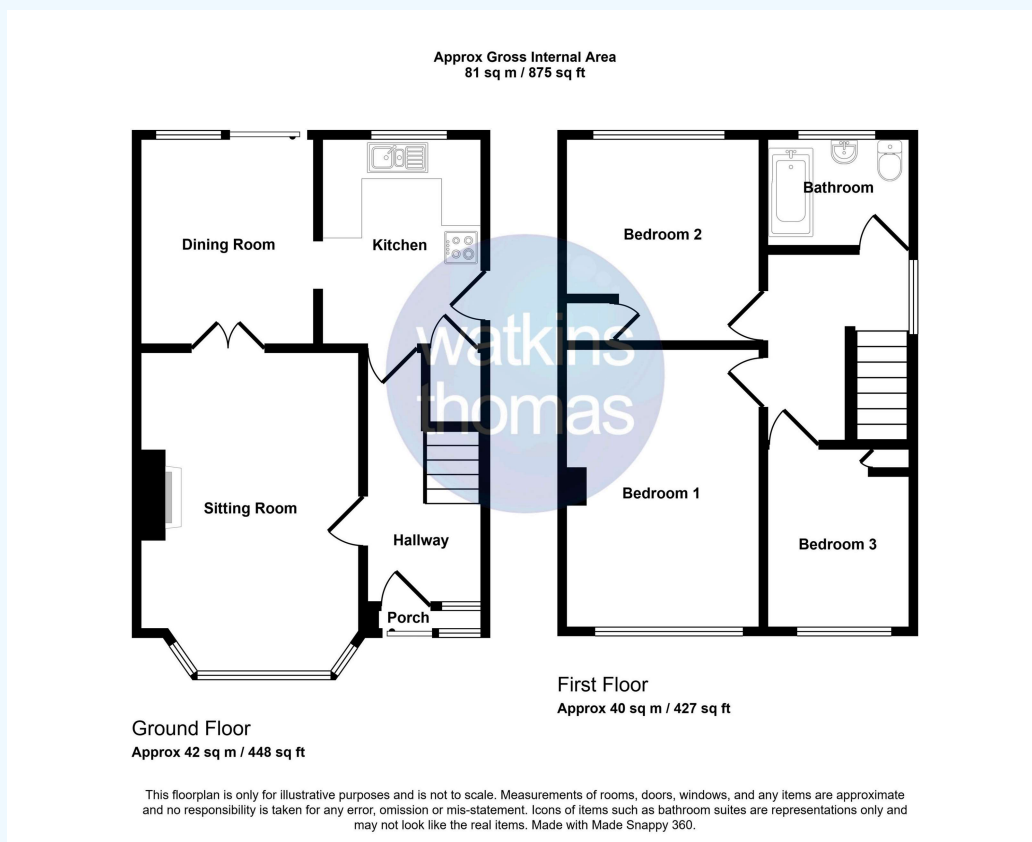 Approx Gross Internal Area
81 sq m / 875 sq ft
Dining Room
Kitchen
Sitting Room
Hallway
Porch
Ground Floor
Approx 42 sq m / 448 sq ft
Bedroom 2
Bathroom
Bedroom 1
Bedroom 3
First Floor
Approx 40 sq m / 427 sq ft
watkins
thomas
This floorplan is only for illustrative purposes and is not to scale. Measurements of rooms, doors, windows, and any items are approximate
and no responsibility is taken for any error, omission or mis-statement. Icons of items such as bathroom suites are representations only and
may not look like the real items. Made with Made Snappy 360.